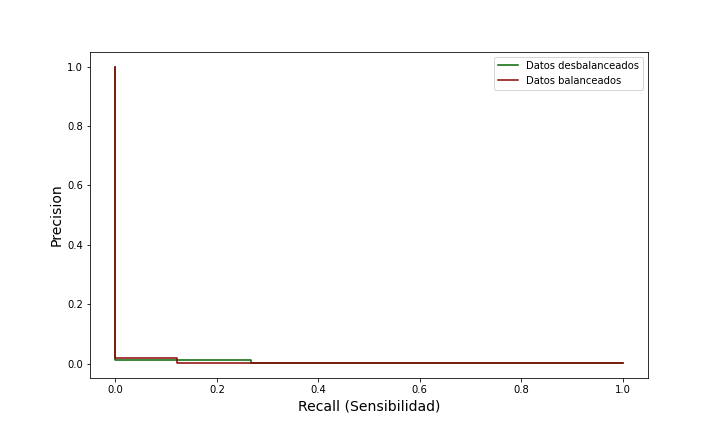 Datos desbalanceados
Datos balanceados
Precision
1.0
0.8
0.6
0.4
0.2
0.0
0.0 0.2 0.4 0.6 0.8 1.0
Recall (Sensibilidad)